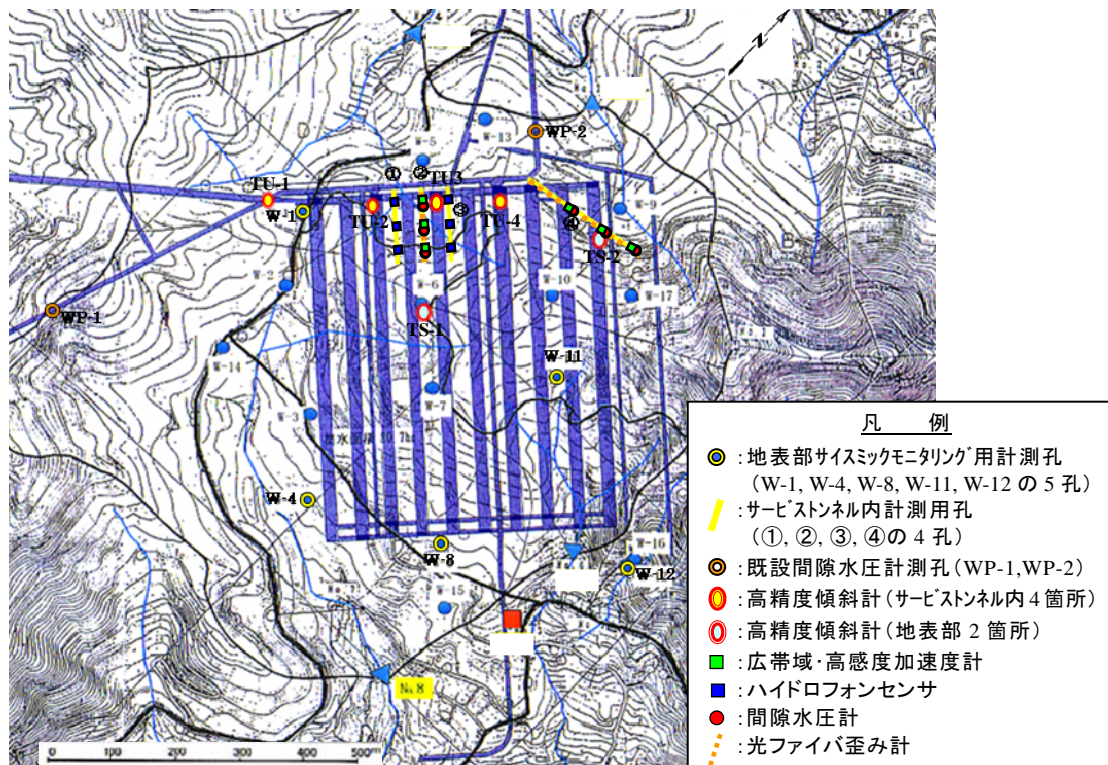 N
WP-2
W-13
W-5
①
②
TU3
TU-1
W-1
TU-2
③
TU-4
④
W-9
TS-2
W-2
W-6
W-10
W-17
WP-1
TS-1
W-14
W-11
W-7
W-3
W-4
W-8
W-16
W-12
W-15
No.8
0 100 200 300 400 500m
凡 例
:地表部サイスミックモニタリング用計測孔
(W-1, W-4, W-8, W-11, W-12の5孔)
:サービストンネル内計測用孔
(①, ②, ③, ④の4孔)
:既設間隙水圧計測孔(WP-1,WP-2)
:高精度傾斜計(サービストンネル内4箇所)
:高精度傾斜計(地表部2箇所)
:広帯域・高感度加速度計
:ハイドロフォンセンサ
:間隙水圧計
:光ファイバ歪み計